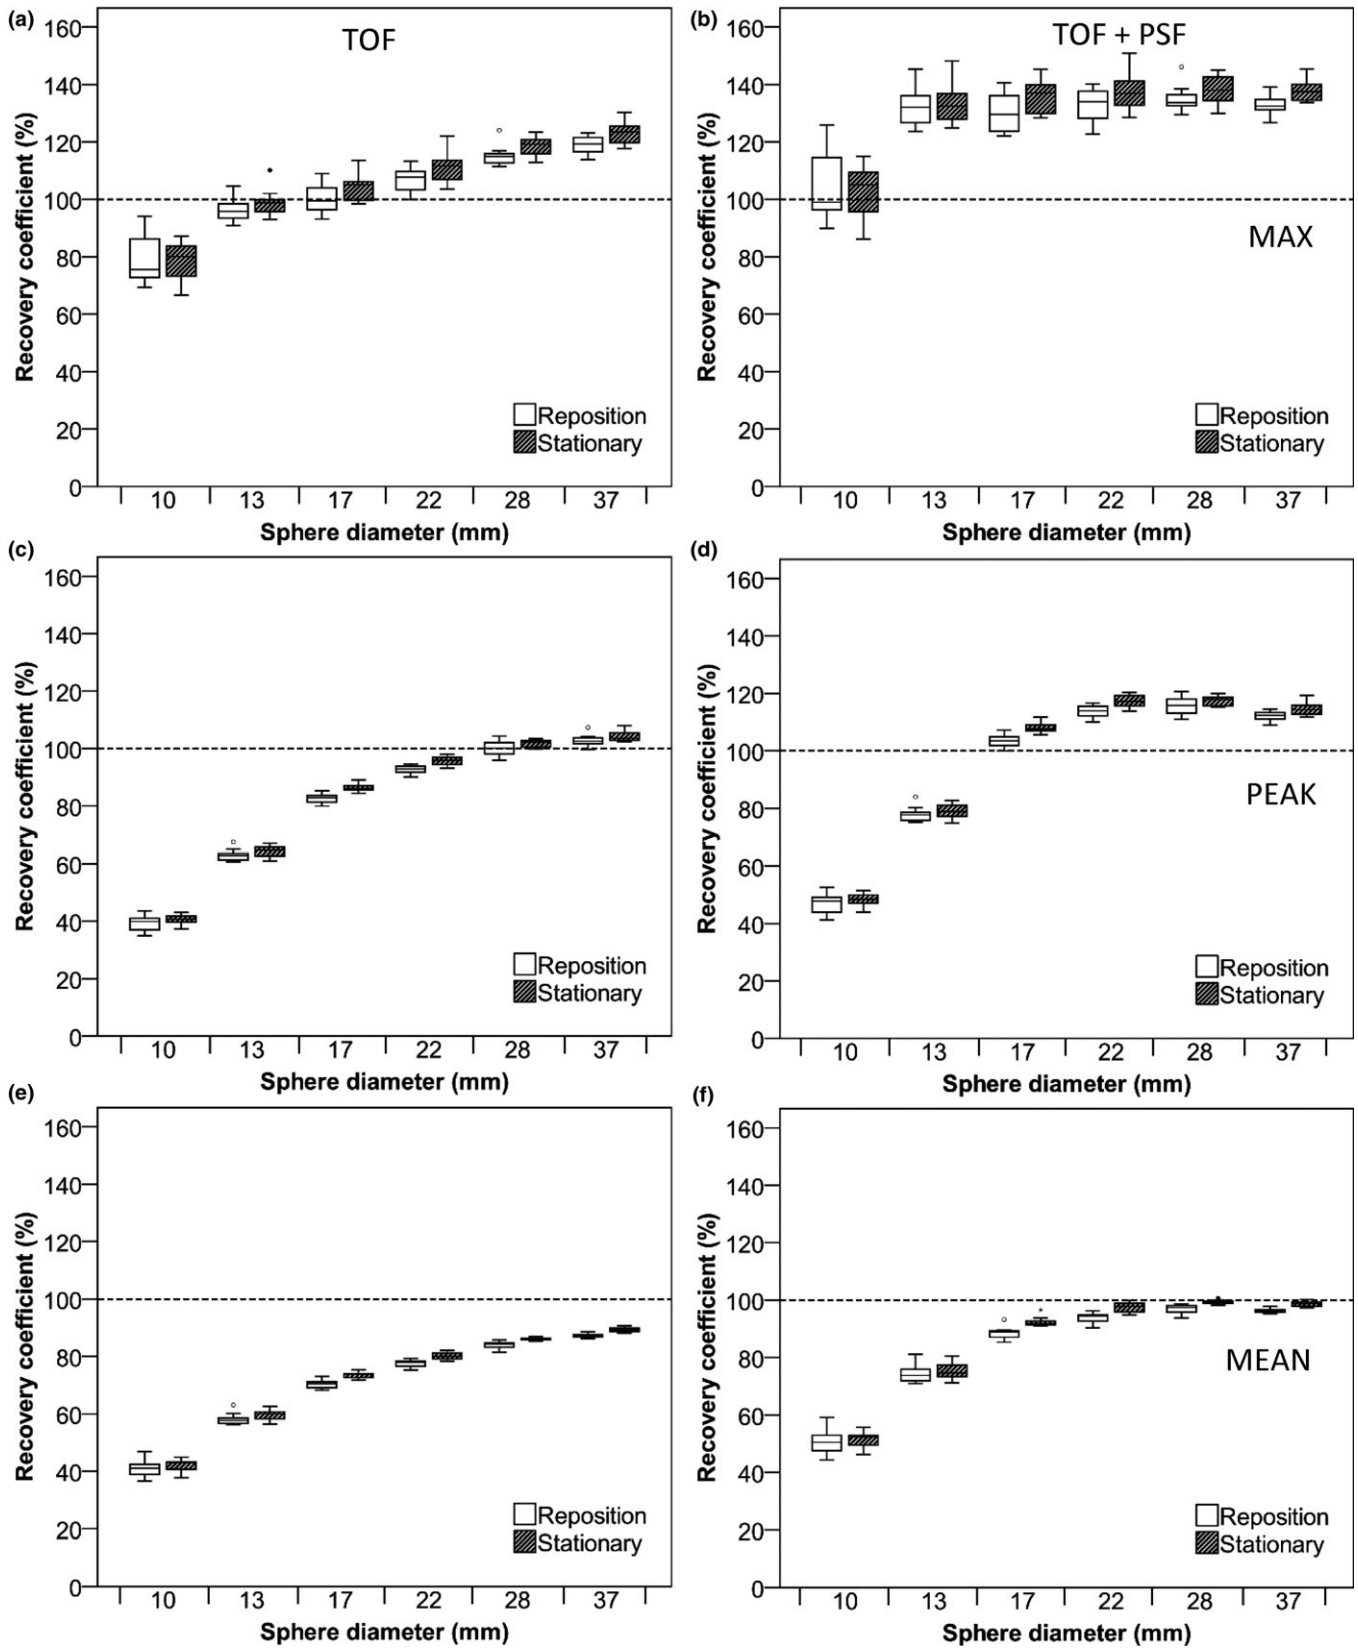 (a)
TOF
Recovery coefficient (%)
160
140
120
100
80
60
40
20
0
Reposition
Stationary
10 13 17 22 28 37
Sphere diameter (mm)
(b)
TOF + PSF
Recovery coefficient (%)
160
140
120
100
80
60
40
20
0
MAX
Reposition
Stationary
10 13 17 22 28 37
Sphere diameter (mm)
(c)
Recovery coefficient (%)
160
140
120
100
80
60
40
20
0
Reposition
Stationary
10 13 17 22 28 37
Sphere diameter (mm)
(d)
Recovery coefficient (%)
160
140
120
100
80
60
40
20
0
PEAK
Reposition
Stationary
10 13 17 22 28 37
Sphere diameter (mm)
(e)
Recovery coefficient (%)
160
140
120
100
80
60
40
20
0
Reposition
Stationary
10 13 17 22 28 37
Sphere diameter (mm)
(f)
Recovery coefficient (%)
160
140
120
100
80
60
40
20
0
MEAN
Reposition
Stationary
10 13 17 22 28 37
Sphere diameter (mm)